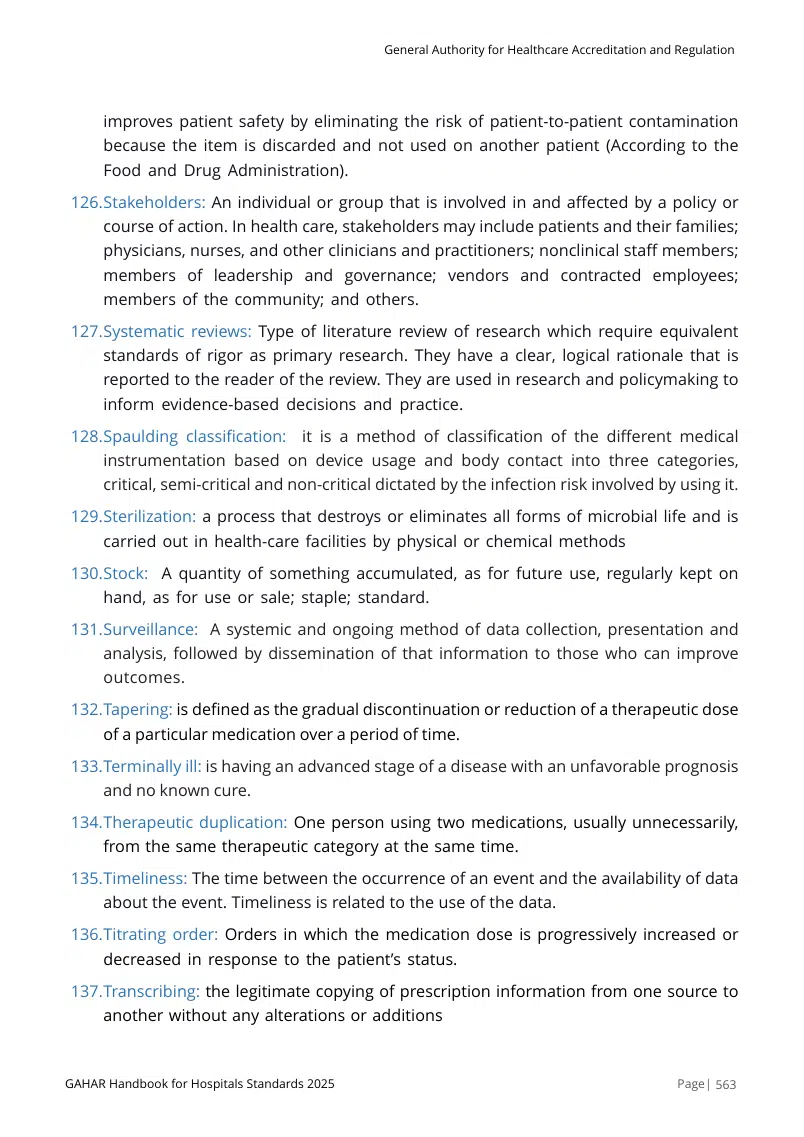 General Authority for Healthcare Accreditation and Regulation
improves patient safety by eliminating the risk of patient-to-patient contamination
because the item is discarded and not used on another patient (According to the
Food and Drug Administration).
126.Stakeholders: An individual or group that is involved in and affected by a policy or
course of action. In health care, stakeholders may include patients and their families;
physicians, nurses, and other clinicians and practitioners; nonclinical staff members;
members of leadership and governance; vendors and contracted employees;
members of the community; and others.
127.Systematic reviews: Type of literature review of research which require equivalent
standards of rigor as primary research. They have a clear, logical rationale that is
reported to the reader of the review. They are used in research and policymaking to
inform evidence-based decisions and practice.
128.Spaulding classification: it is a method of classification of the different medical
instrumentation based on device usage and body contact into three categories,
critical, semi-critical and non-critical dictated by the infection risk involved by using it.
129.Sterilization: a process that destroys or eliminates all forms of microbial life and is
carried out in health-care facilities by physical or chemical methods
130.Stock: A quantity of something accumulated, as for future use, regularly kept on
hand, as for use or sale; staple; standard.
131.Surveillance: A systemic and ongoing method of data collection, presentation and
analysis, followed by dissemination of that information to those who can improve
outcomes.
132.Tapering: is defined as the gradual discontinuation or reduction of a therapeutic dose
of a particular medication over a period of time.
133.Terminally ill: is having an advanced stage of a disease with an unfavorable prognosis
and no known cure.
134.Therapeutic duplication: One person using two medications, usually unnecessarily,
from the same therapeutic category at the same time.
135.Timeliness: The time between the occurrence of an event and the availability of data
about the event. Timeliness is related to the use of the data.
136.Titrating order: Orders in which the medication dose is progressively increased or
decreased in response to the patient’s status.
137.Transcribing: the legitimate copying of prescription information from one source to
another without any alterations or additions
GAHAR Handbook for Hospitals Standards 2025
Page| 563